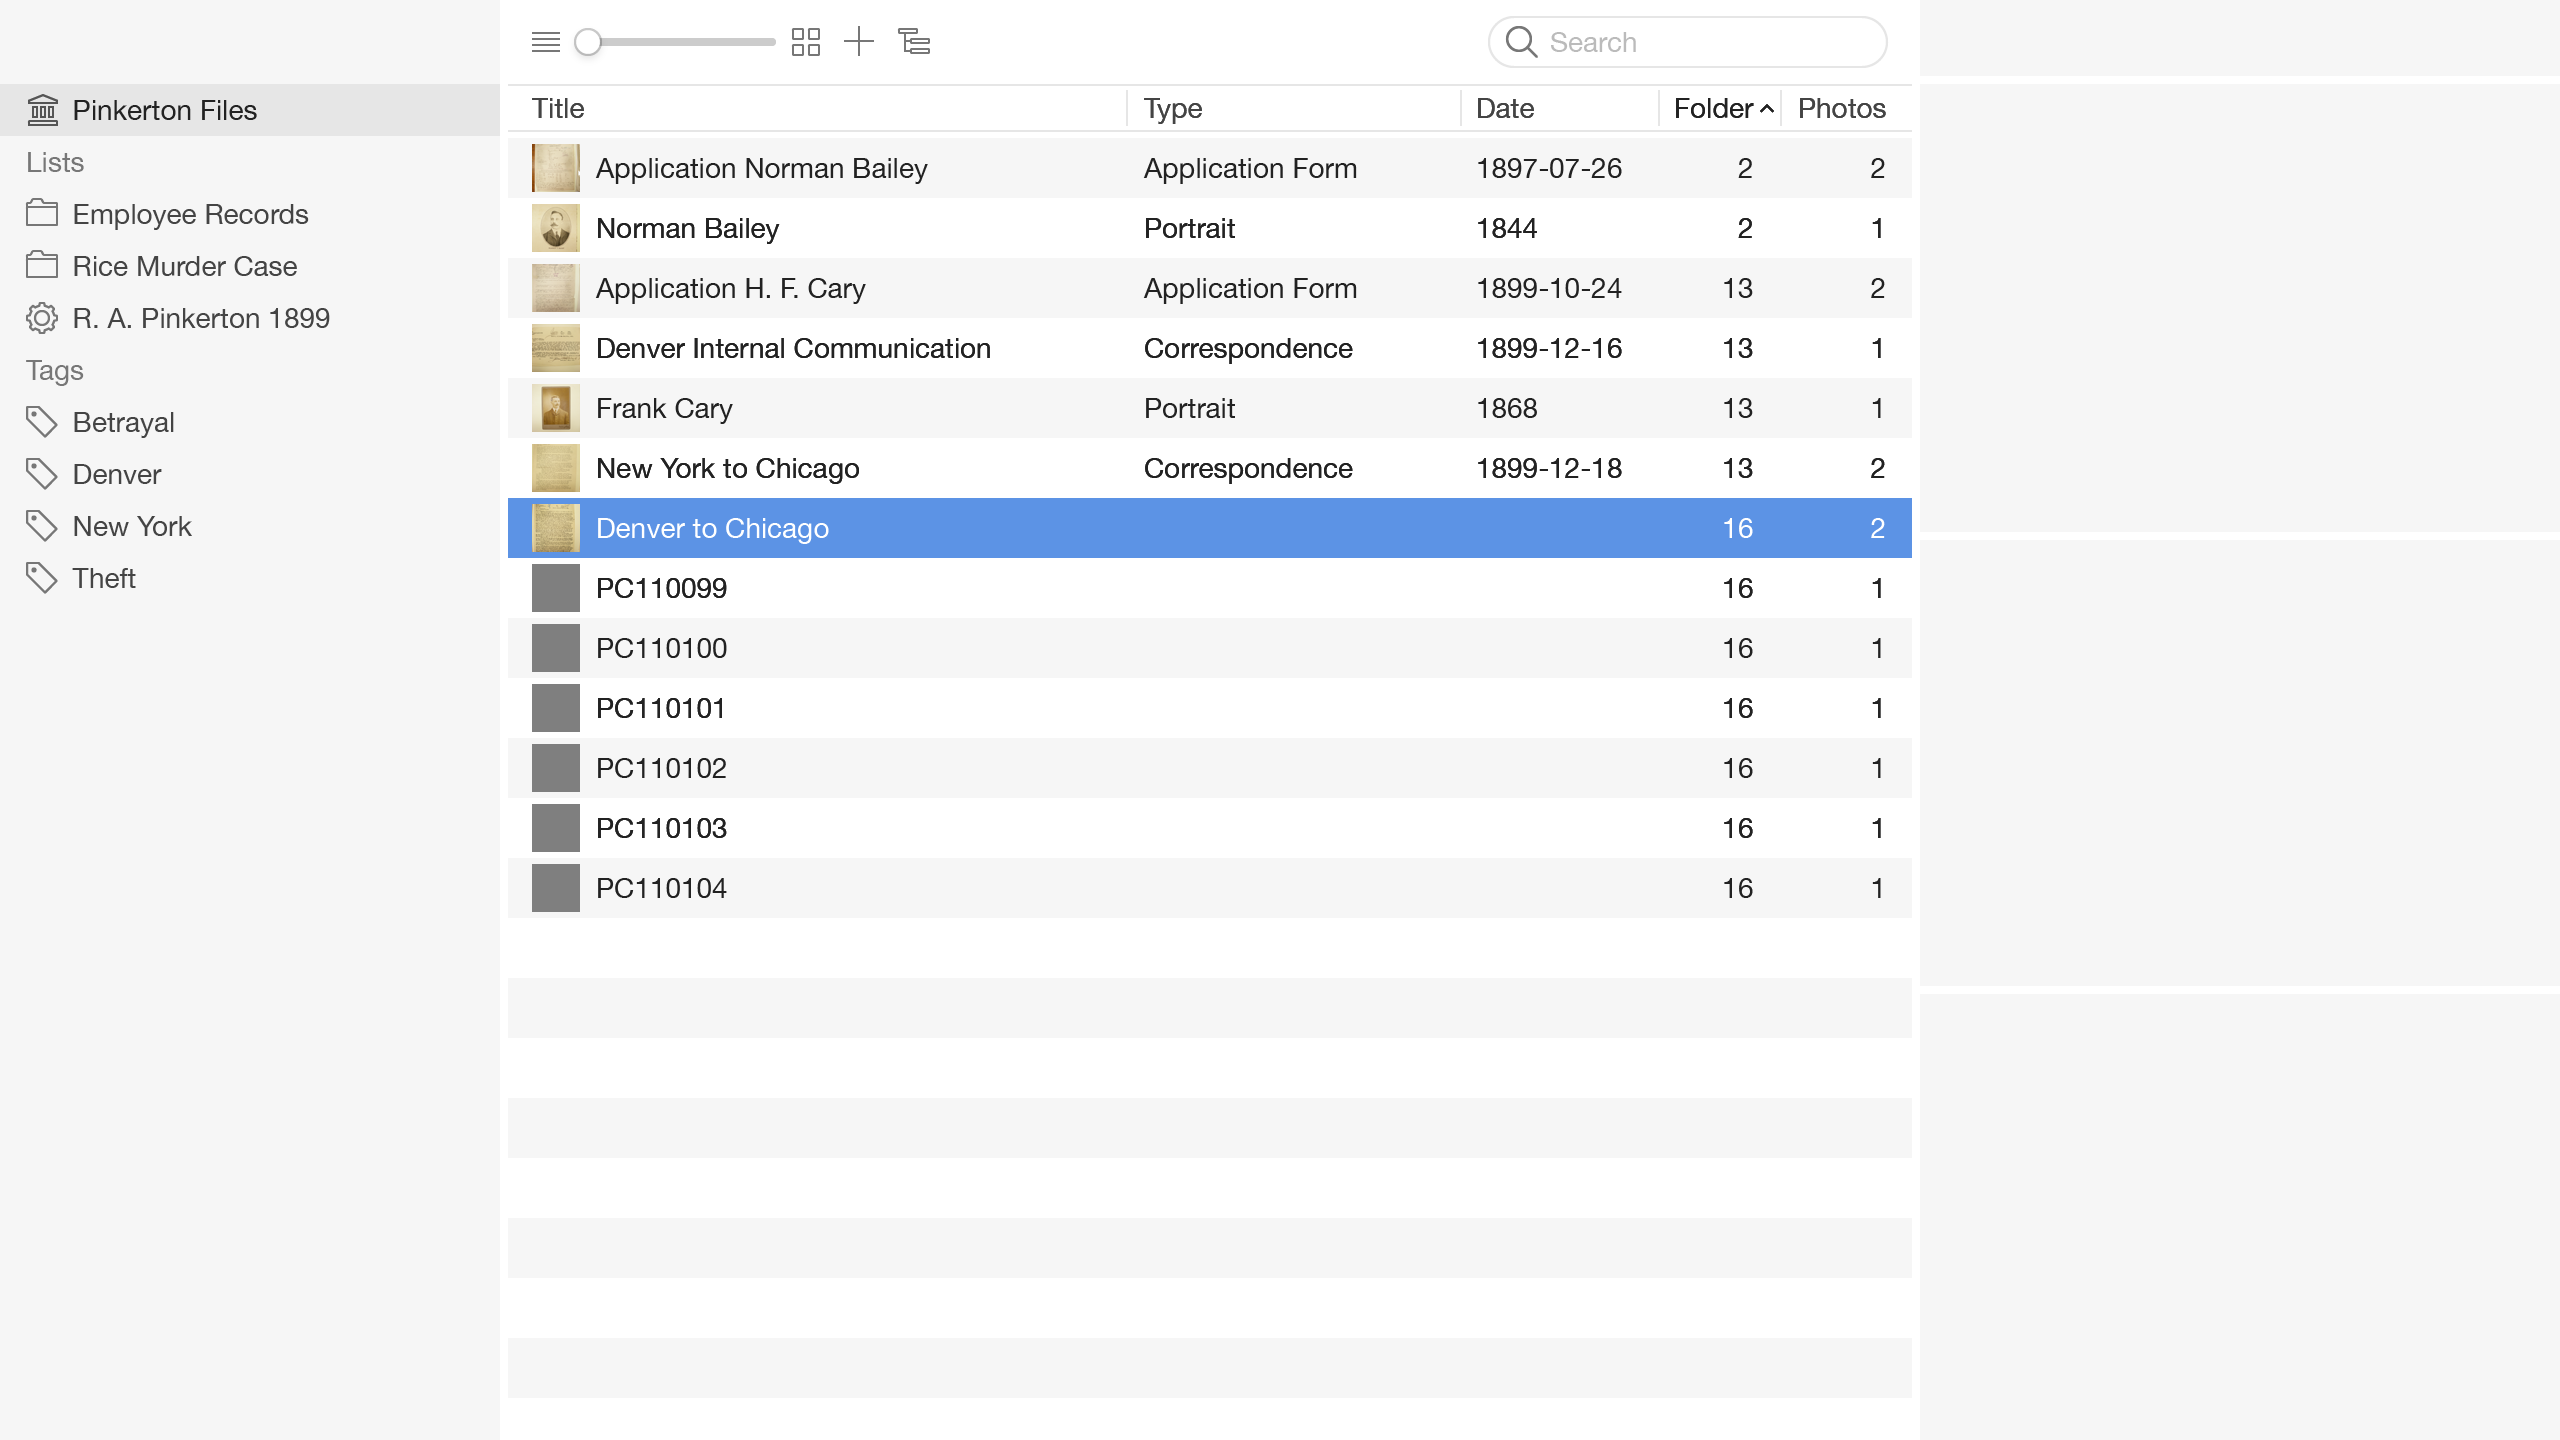 Search
Pinkerton Files
Title Type Date Folder Photos
Lists
Application Norman Bailey Application Form 1897-07-26 2 2
Employee Records
Norman Bailey Portrait 1844 2 1
Rice Murder Case
Application H. F. Cary Application Form 1899-10-24 13 2
R. A. Pinkerton 1899
Denver Internal Communication Correspondence 1899-12-16 13 1
Tags
Frank Cary Portrait 1868 13 1
Betrayal
New York to Chicago Correspondence 1899-12-18 13 2
Denver
Denver to Chicago 16 2
New York
PC110099 16 1
Theft
PC110100 16 1
PC110101 16 1
PC110102 16 1
PC110103 16 1
PC110104 16 1